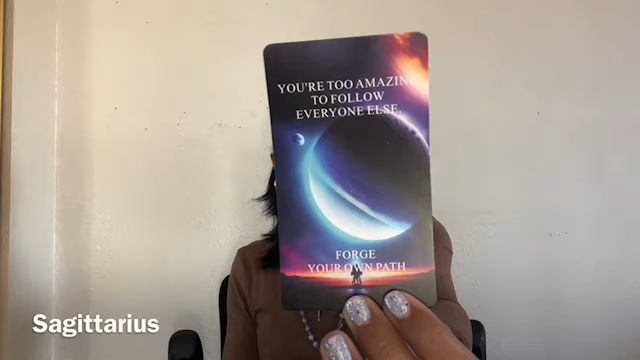 YOU'RE TOO AMAZING
TO FOLLOW
EVERYONE ELSE.
FORGE
YOUR OWN PATH
Sagittarius